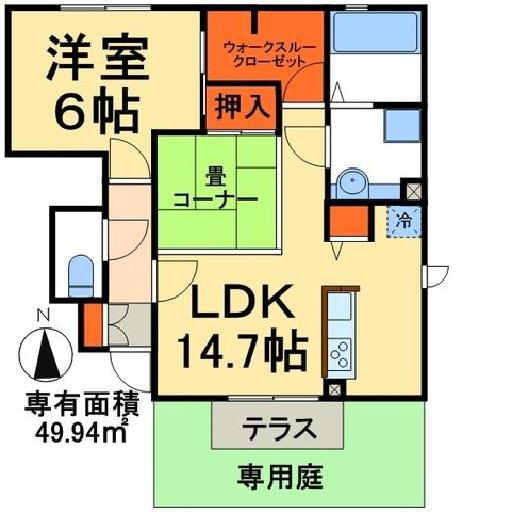 洋室
6帖
ウォークスルー
クローゼット
押入
畳
コーナー
冷
LDK
14.7帖
N
専有面積
49.94㎡
テラス
専用庭